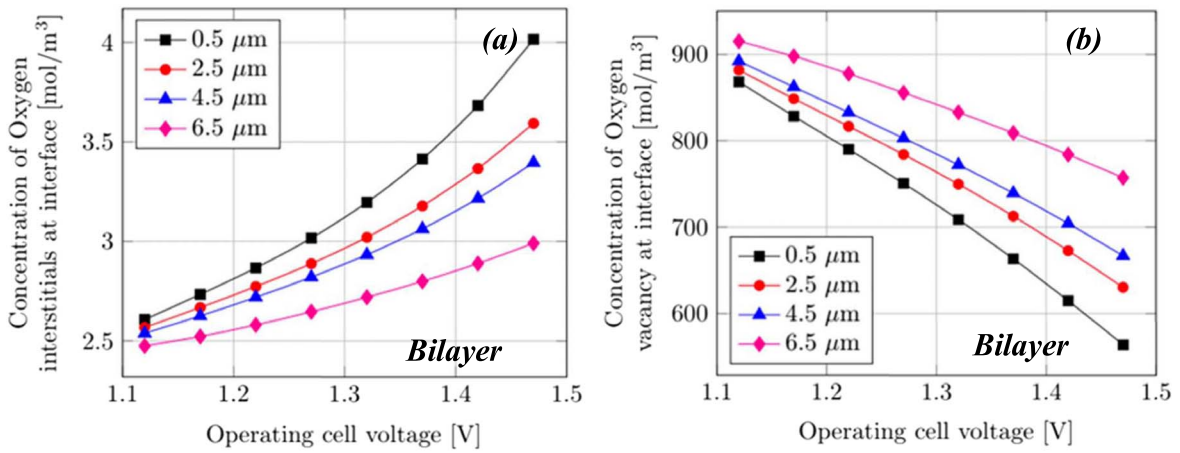 Concentration of Oxygen
interstitials at interface [mol/m³]
4
3.5
3
2.5
0.5 μm
2.5 μm
4.5 μm
6.5 μm
(a)
Bilayer
1.1 1.2 1.3 1.4 1.5
Operating cell voltage [V]
Concentration of Oxygen
vacancy at interface [mol/m³]
900
800
700
600
(b)
0.5 μm
2.5 μm
4.5 μm
6.5 μm
Bilayer
1.1 1.2 1.3 1.4 1.5
Operating cell voltage [V]